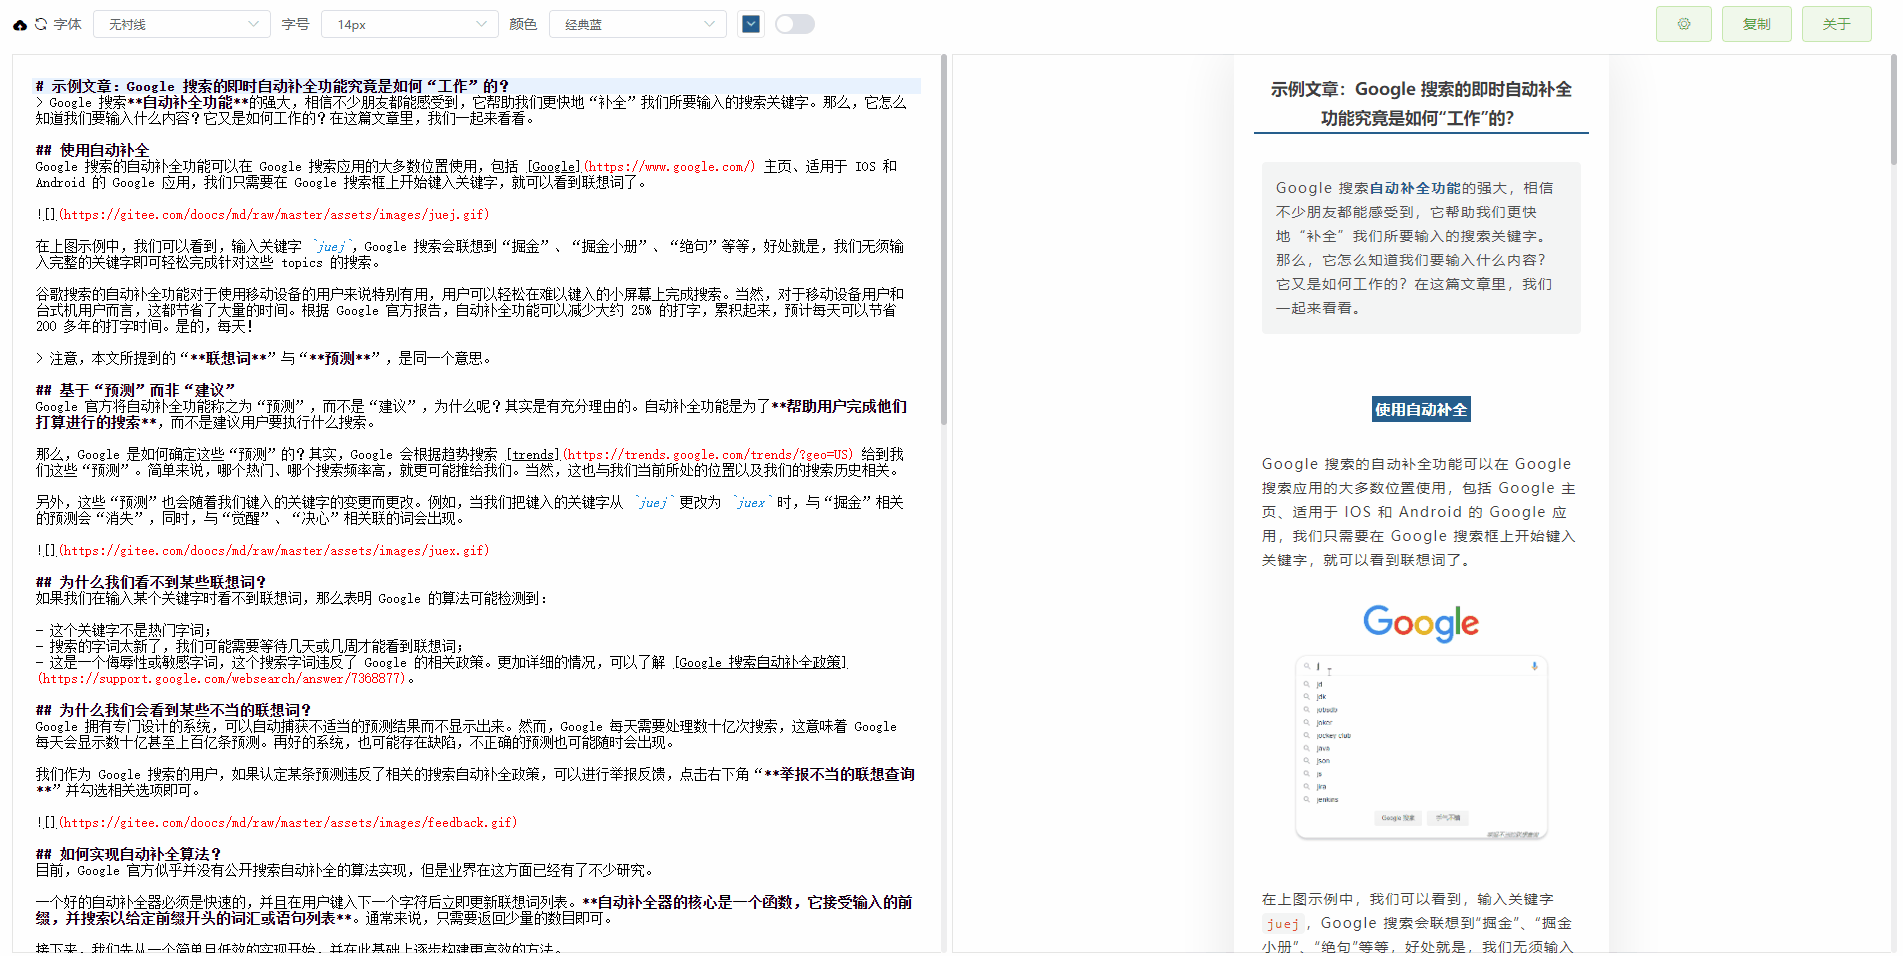 字体 无衬线 字号 14px 颜色 经典蓝 复制 关于
# 示例文章：Google 搜索的即时自动补全功能究竟是如何“工作”的？
> Google 搜索**自动补全功能**的强大，相信不少朋友都能感受到，它帮助我们更快地“补全”我们所要输入的搜索关键字。那么，它怎么
知道我们要输入什么内容？它又是如何工作的？在这篇文章里，我们一起来看看。
## 使用自动补全
Google 搜索的自动补全功能可以在 Google 搜索应用的大多数位置使用，包括 [Google](https://www.google.com/) 主页、适用于 IOS 和
Android 的 Google 应用，我们只需要在 Google 搜索框上开始键入关键字，就可以看到联想词了。
![](https://gitee.com/doocs/md/raw/master/assets/images/juej.gif)
在上图示例中，我们可以看到，输入关键字 `juej`，Google 搜索会联想到“掘金”、“掘金小册”、“绝句”等等，好处就是，我们无须输
入完整的关键字即可轻松完成针对这些 topics 的搜索。
谷歌搜索的自动补全功能对于使用移动设备的用户来说特别有用，用户可以轻松在难以键入的小屏幕上完成搜索。当然，对于移动设备用户和
台式机用户而言，这都节省了大量的时间。根据 Google 官方报告，自动补全功能可以减少大约 25% 的打字，累积起来，预计每天可以节省
200 多年的打字时间。是的，每天！
> 注意，本文所提到的“**联想词**”与“**预测**”，是同一个意思。
## 基于“预测”而非“建议”
Google 官方将自动补全功能称之为“预测”，而不是“建议”，为什么呢？其实是有充分理由的。自动补全功能是为了**帮助用户完成他们
打算进行的搜索**，而不是建议用户要执行什么搜索。
那么，Google 是如何确定这些“预测”的？其实，Google 会根据趋势搜索 [trends](https://trends.google.com/trends/?geo=US) 给到我
们这些“预测”。简单来说，哪个热门、哪个搜索频率高，就更可能推给我们。当然，这也与我们当前所处的位置以及我们的搜索历史相关。
另外，这些“预测”也会随着我们键入的关键字的变更而更改。例如，当我们把键入的关键字从 `juej` 更改为 `juex` 时，与“掘金”相关
的预测会“消失”，同时，与“觉醒”、“决心”相关联的词会出现。
![](https://gitee.com/doocs/md/raw/master/assets/images/juex.gif)
## 为什么我们看不到某些联想词？
如果我们在输入某个关键字时看不到联想词，那么表明 Google 的算法可能检测到：
- 这个关键字不是热门字词；
- 搜索的字词太新了，我们可能需要等待几天或几周才能看到联想词；
- 这是一个侮辱性或敏感字词，这个搜索字词违反了 Google 的相关政策。更加详细的情况，可以了解 [Google 搜索自动补全政策]
(https://support.google.com/websearch/answer/7368877)。
## 为什么我们会看到某些不当的联想词？
Google 拥有专门设计的系统，可以自动捕获不适当的预测结果而不显示出来。然而，Google 每天需要处理数十亿次搜索，这意味着 Google
每天会显示数十亿甚至上百亿条预测。再好的系统，也可能存在缺陷，不正确的预测也可能随时会出现。
我们作为 Google 搜索的用户，如果认定某条预测违反了相关的搜索自动补全政策，可以进行举报反馈，点击右下角“**举报不当的联想查询
**”并勾选相关选项即可。
![](https://gitee.com/doocs/md/raw/master/assets/images/feedback.gif)
## 如何实现自动补全算法？
目前，Google 官方似乎并没有公开搜索自动补全的算法实现，但是业界在这方面已经有了不少研究。
一个好的自动补全器必须是快速的，并且在用户键入下一个字符后立即更新联想词列表。**自动补全器的核心是一个函数，它接受输入的前
缀，并搜索以给定前缀开头的词汇或语句列表**。通常来说，只需要返回少量的数目即可。
接下来，我们先从一个简单且低效的实现开始，并在此基础上逐步构建更高效的方法。
示例文章：Google 搜索的即时自动补全
功能究竟是如何“工作”的？
Google 搜索自动补全功能的强大，相信
不少朋友都能感受到，它帮助我们更快
地“补全”我们所要输入的搜索关键字。
那么，它怎么知道我们要输入什么内容？
它又是如何工作的？在这篇文章里，我们
一起来看看。
使用自动补全
Google 搜索的自动补全功能可以在 Google
搜索应用的大多数位置使用，包括 Google 主
页、适用于 IOS 和 Android 的 Google 应
用，我们只需要在 Google 搜索框上开始键入
关键字，就可以看到联想词了。
Google
j
jd
jdk
jobsdb
joker
jockey club
java
json
js
jira
jenkins
Google 搜索 手气不错
举报不当的联想查询
在上图示例中，我们可以看到，输入关键字
juej，Google 搜索会联想到“掘金”、“掘金
小册”、“绝句”等等，好处就是，我们无须输入